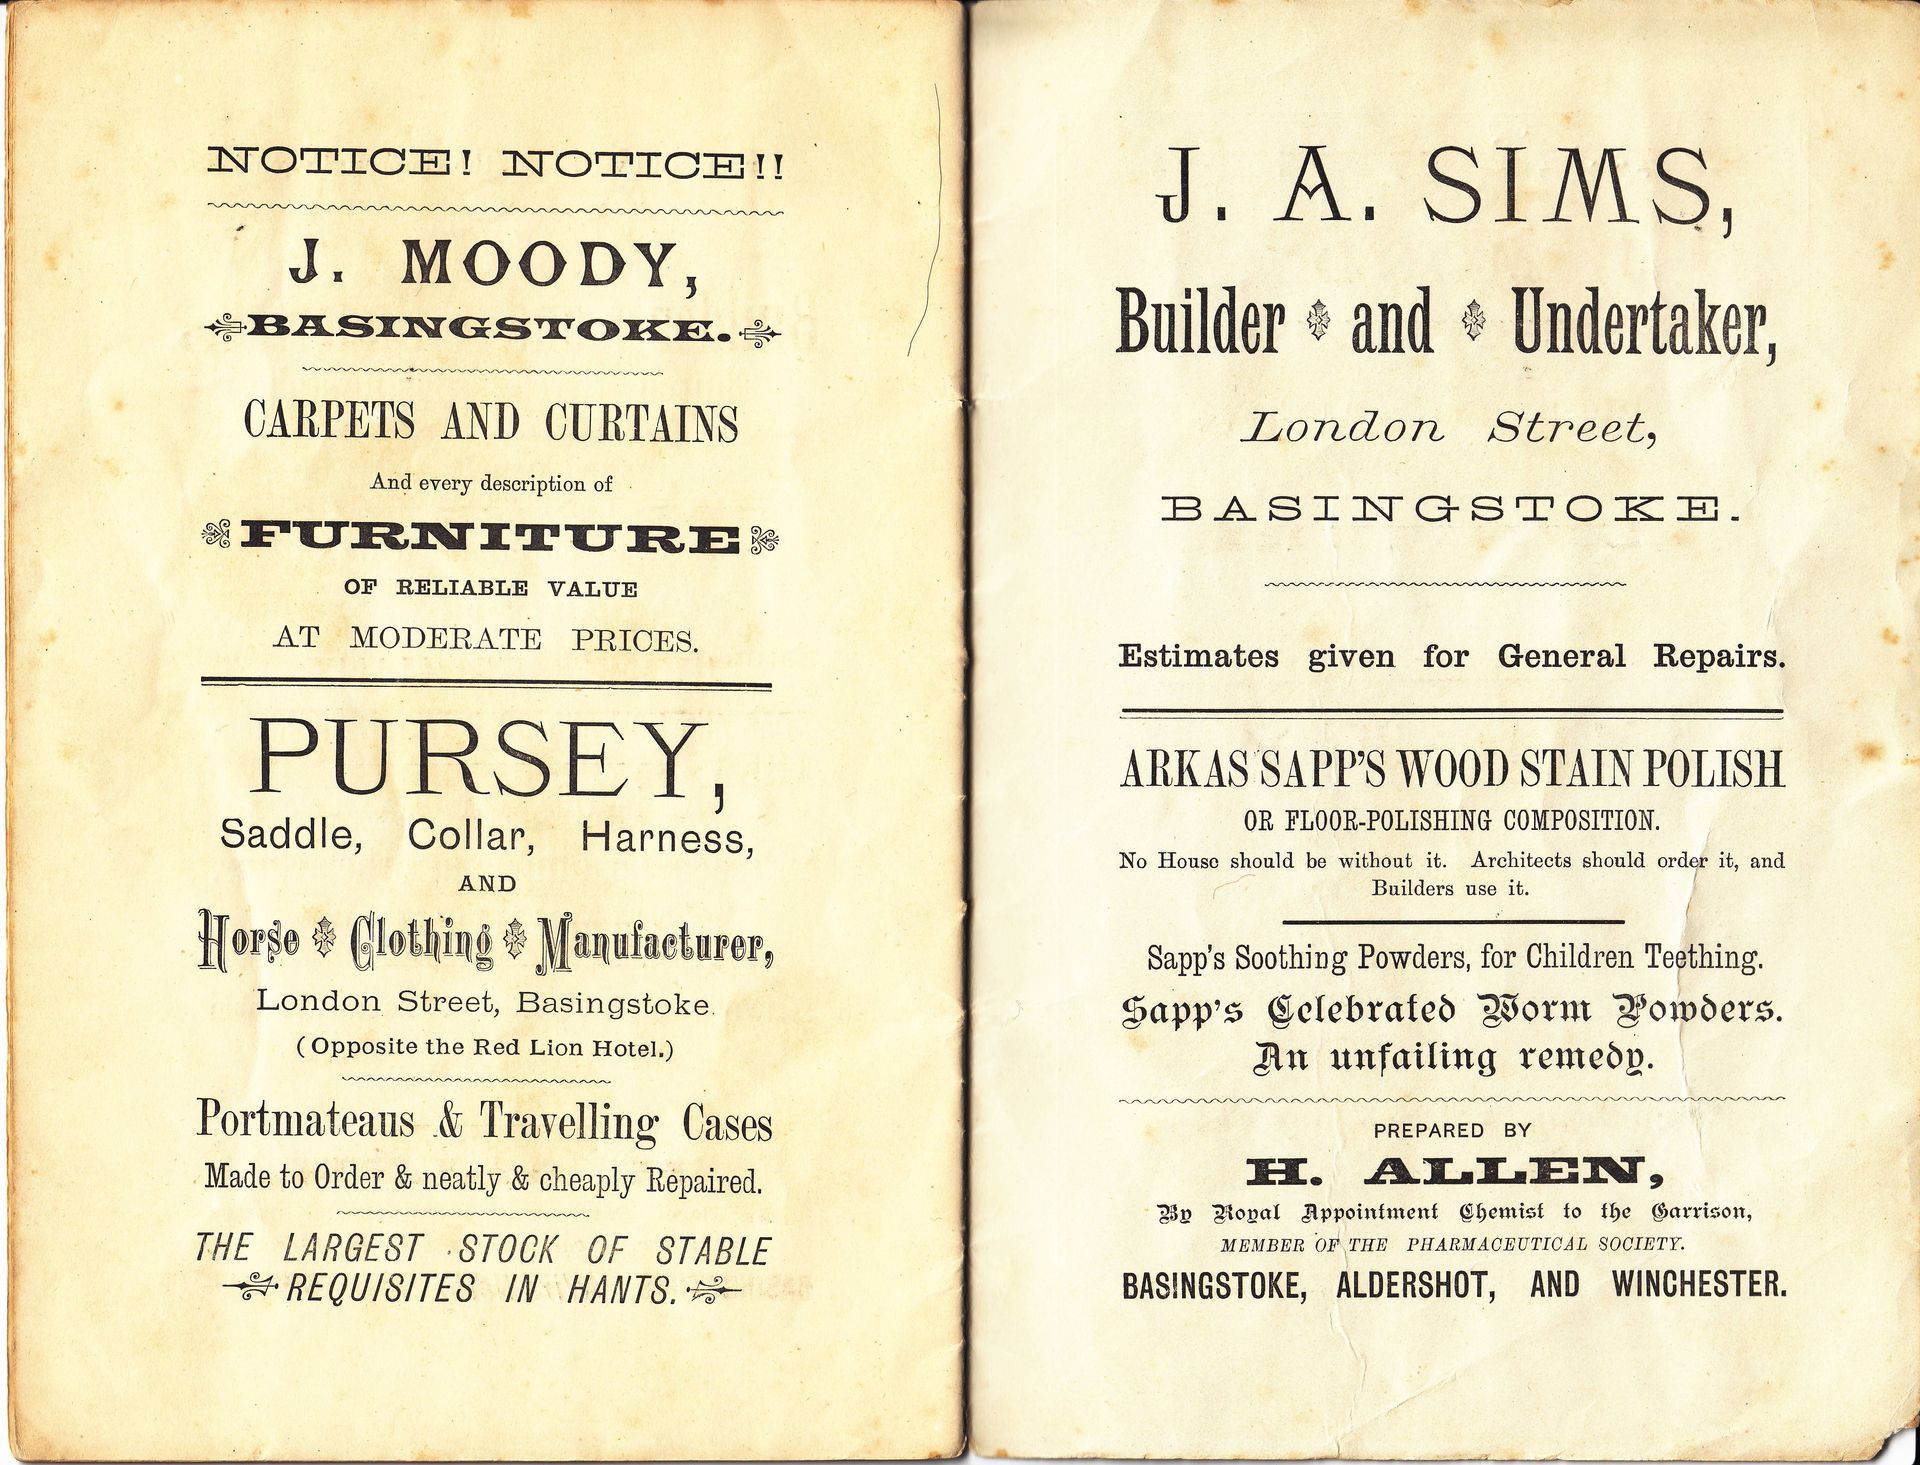 NOTICE! NOTICE!!
J. MOODY,
BASINGSTOKE.
CARPETS AND CURTAINS
And every description of
FURNITURE
OF RELIABLE VALUE
AT MODERATE PRICES.
PURSEY,
Saddle, Collar, Harness,
AND
Horse Clothing Manufacturer,
London Street, Basingstoke.
(Opposite the Red Lion Hotel.)
Portmateaus & Travelling Cases
Made to Order & neatly & cheaply Repaired.
THE LARGEST STOCK OF STABLE
REQUISITES IN HANTS.
J. A. SIMS,
Builder and Undertaker,
London Street,
BASINGSTOKE.
Estimates given for General Repairs.
ARKAS SAPP'S WOOD STAIN POLISH
OR FLOOR-POLISHING COMPOSITION.
No House should be without it. Architects should order it, and
Builders use it.
Sapp's Soothing Powders, for Children Teething.
Sapp's Celebrated Worm Powders.
An unfailing remedy.
PREPARED BY
H. ALLEN,
By Royal Appointment Chemist to the Garrison,
MEMBER OF THE PHARMACEUTICAL SOCIETY.
BASINGSTOKE, ALDERSHOT, AND WINCHESTER.